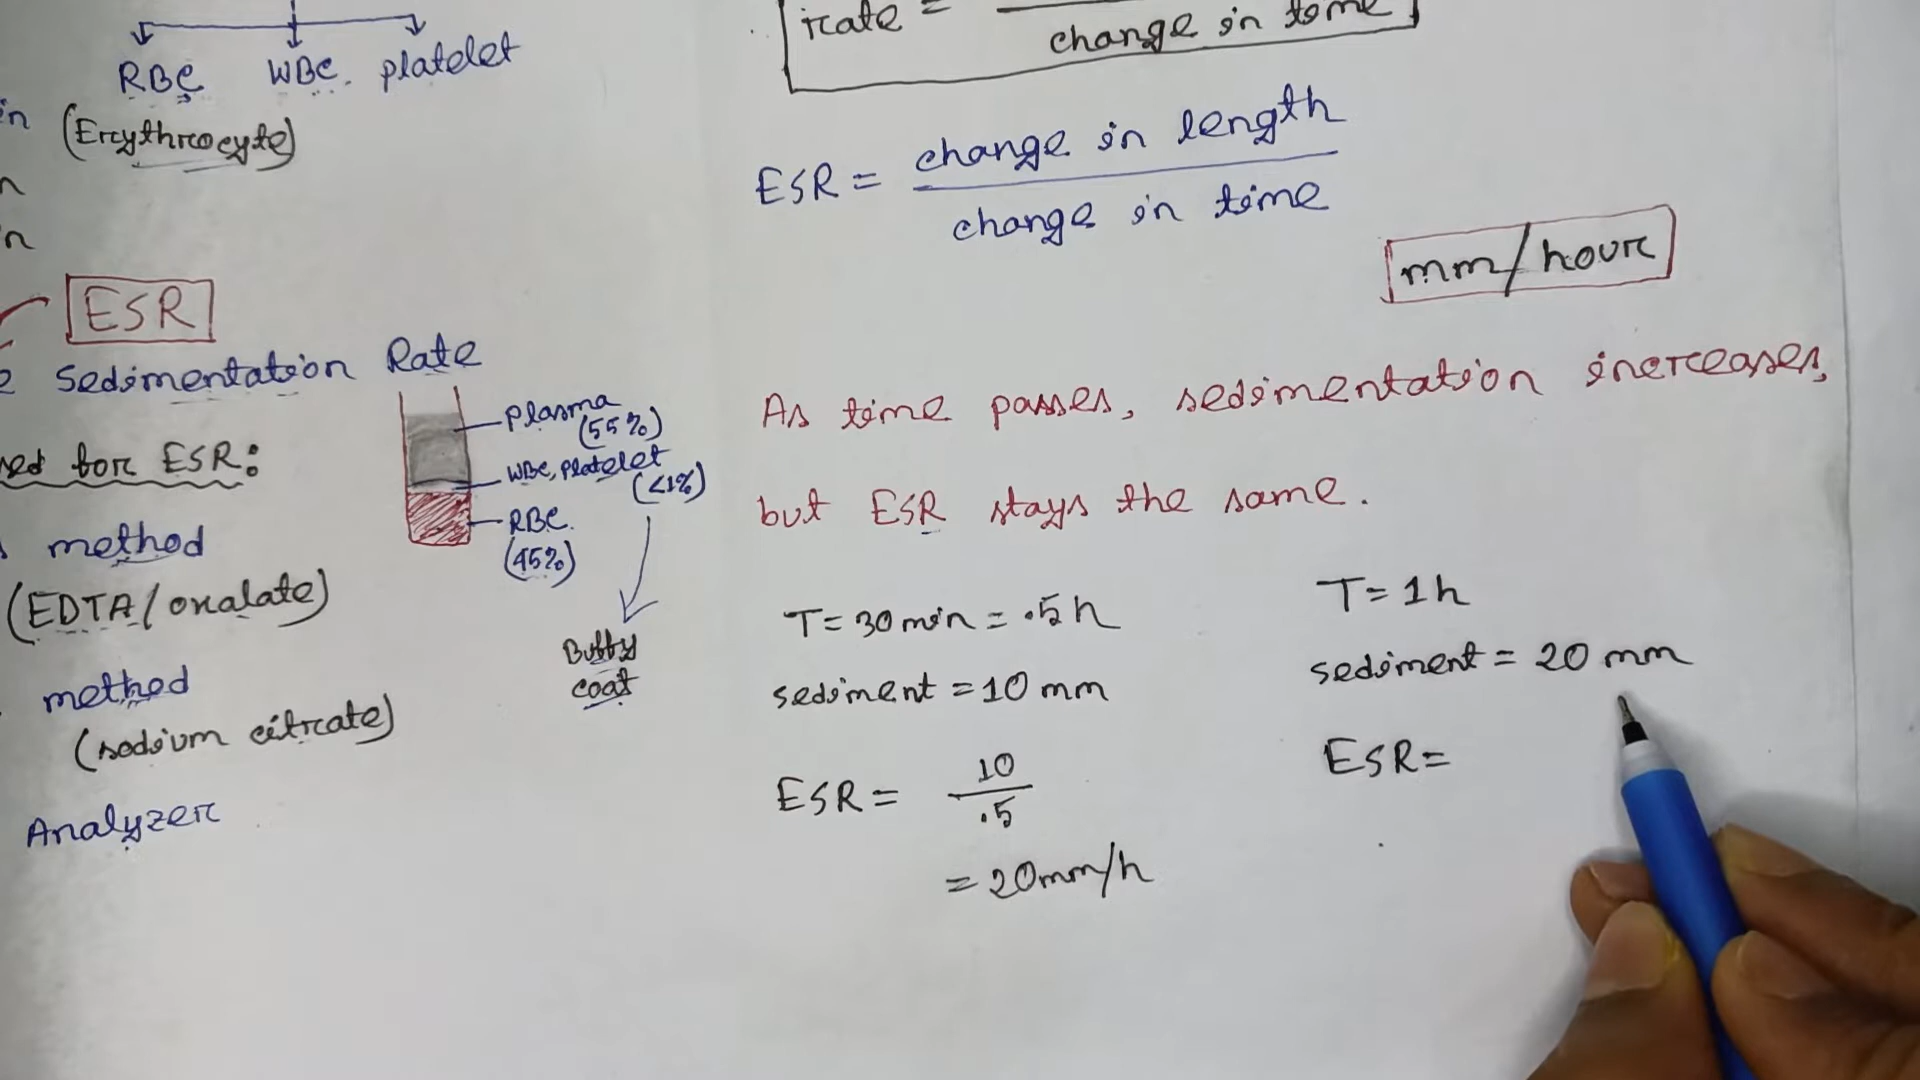 RBC WBC. platelet
(Erythrocyte)
ESR
Sedimentation Rate
Plasma
(55%)
WBC, Platelet
(<1%)
RBC.
(45%)
Buffy
coat
for ESR:
method
(EDTA/oxalate)
method
(sodium citrate)
Analyzer
rate =
change in time
ESR = change in length
change in time
mm/hour
As time passes, sedimentation increases,
but ESR stays the same.
T= 30 min = .5h
sediment = 10 mm
ESR = 10
.5
= 20mm/h
T= 1h
sediment = 20 mm
ESR=